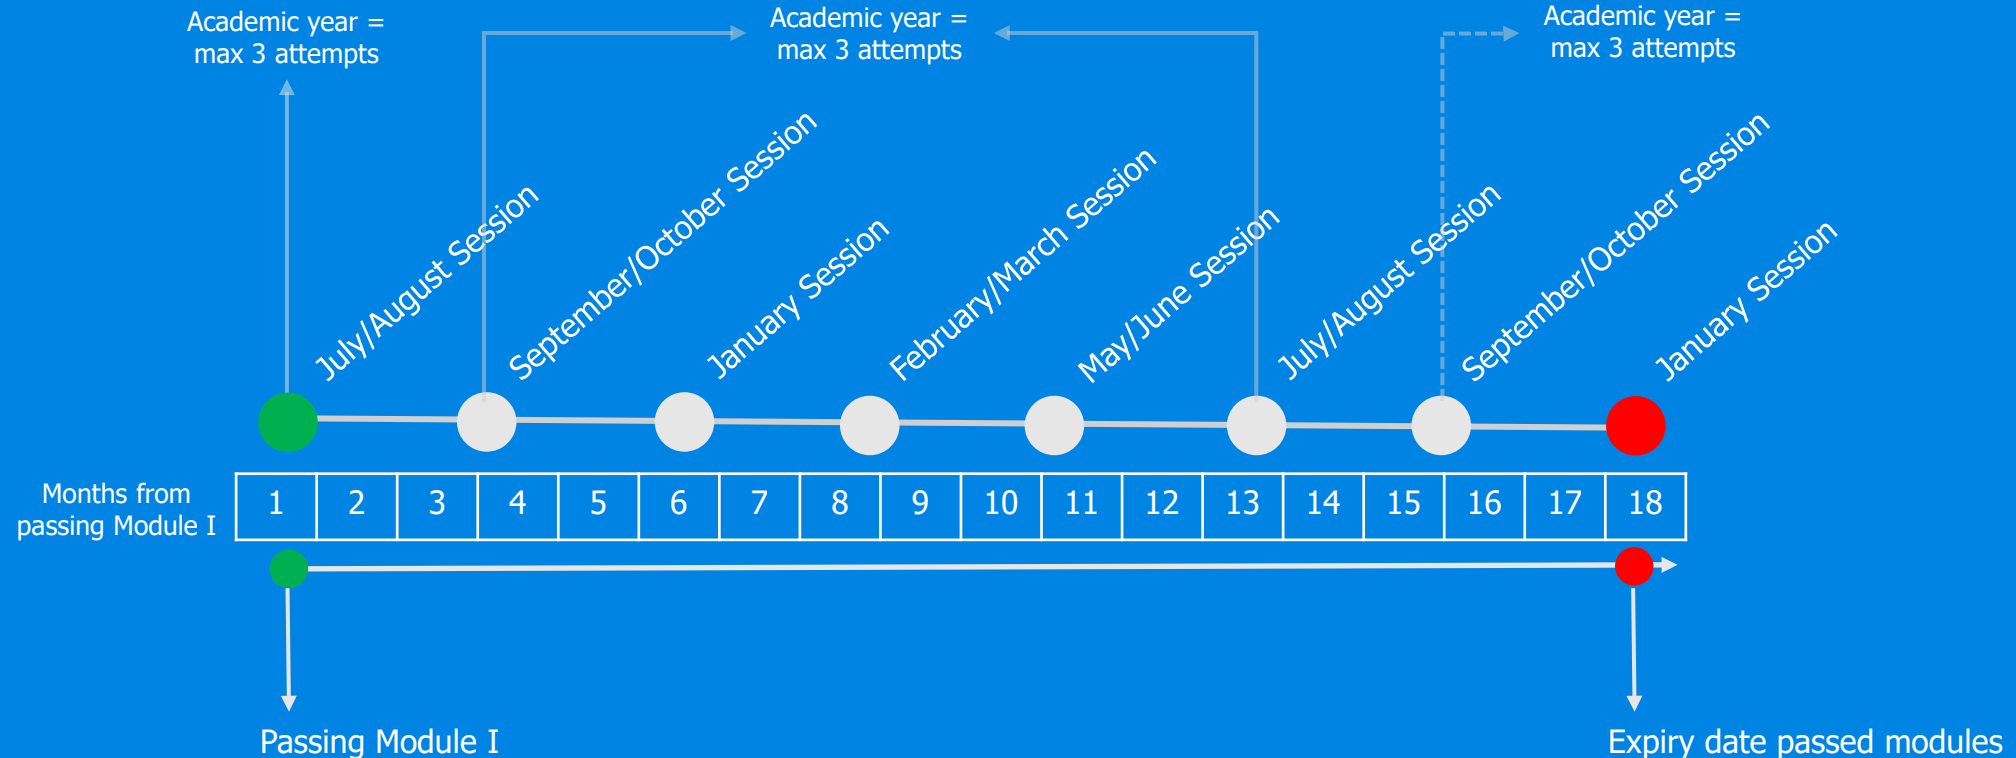 Academic year =
max 3 attempts
Academic year =
max 3 attempts
Academic year =
max 3 attempts
July/August Session
September/October Session
January Session
February/March Session
May/June Session
July/August Session
September/October Session
January Session
Months from
passing Module I
1 2 3 4 5 6 7 8 9 10 11 12 13 14 15 16 17 18
Passing Module I
Expiry date passed modules